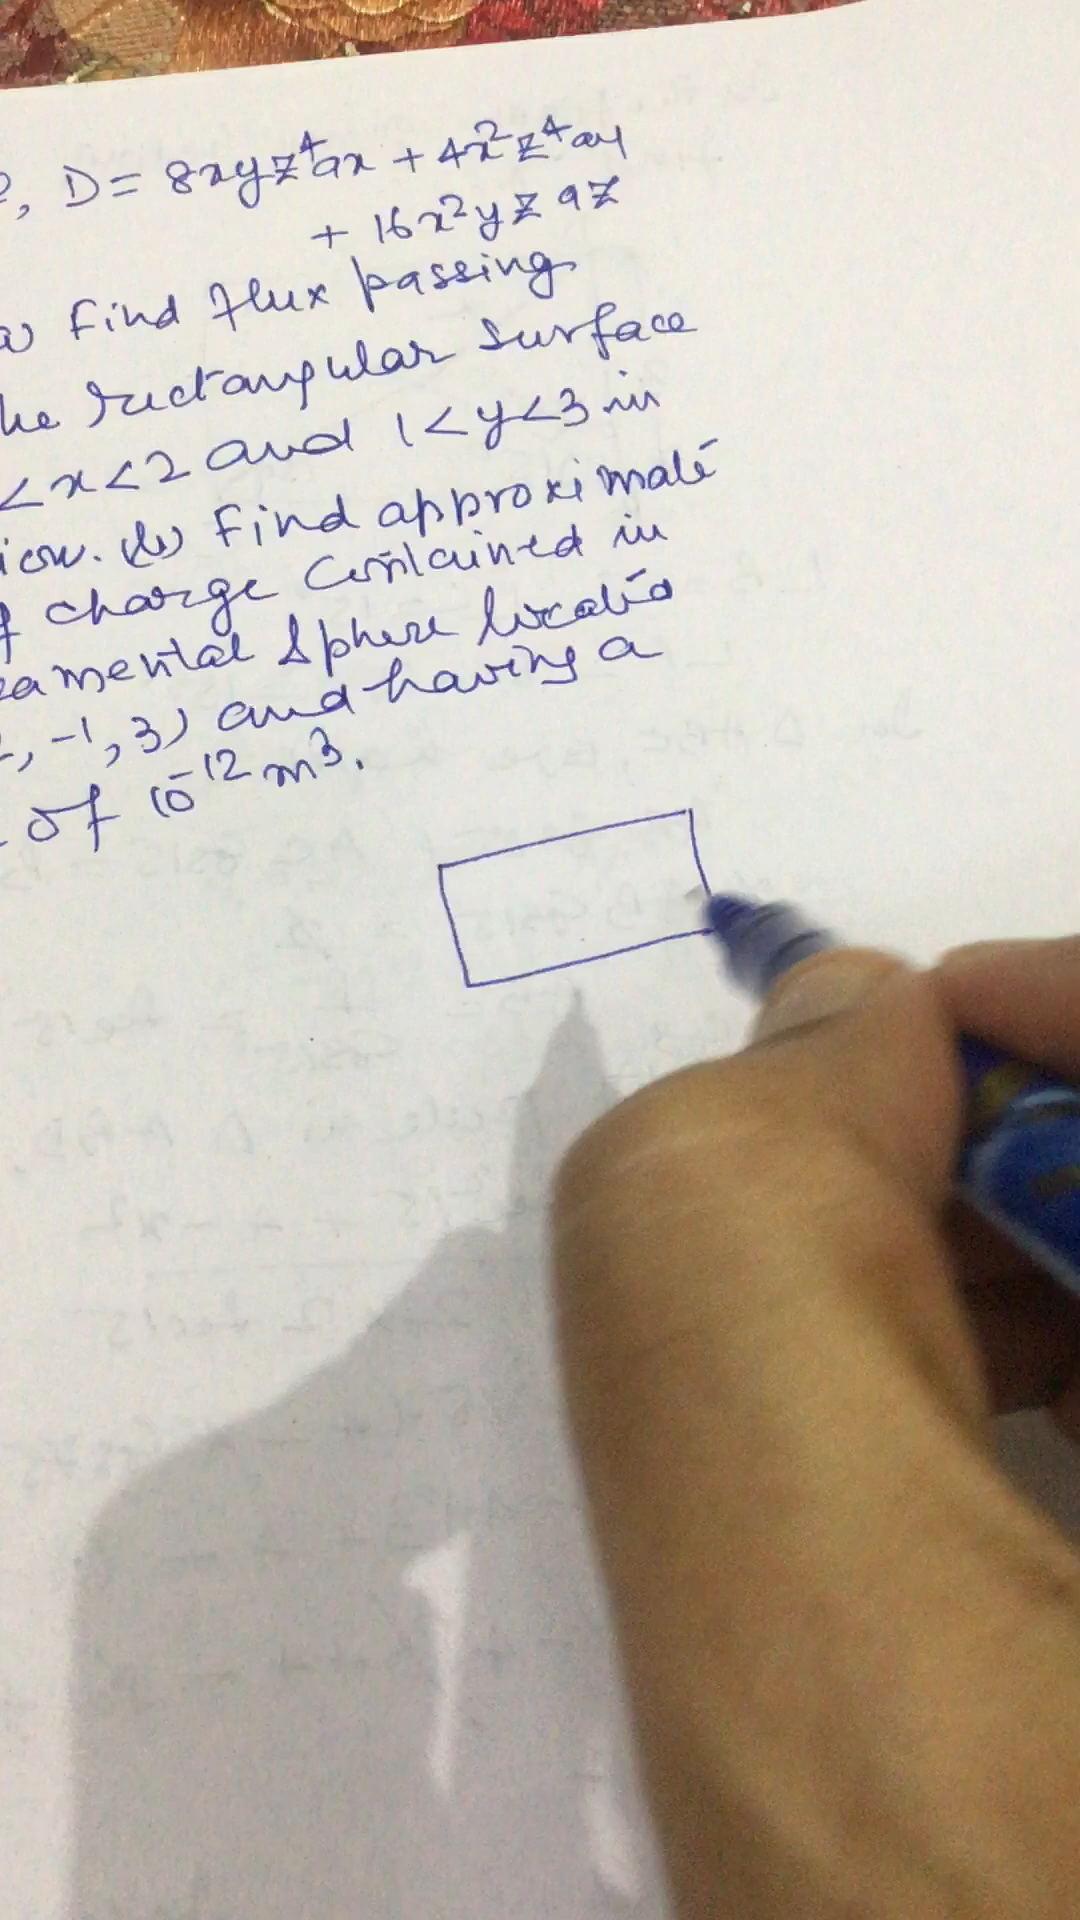 , D = 8xyz⁴ax + 4x²z⁴ay
+ 16x²yz az
a) Find flux passing
he rectangular surface
<x<2 and 1<y<3 in
ion. (b) Find approximate
f charge contained in
amental sphere located
, -1, 3) and having a
of 10⁻¹² m³.